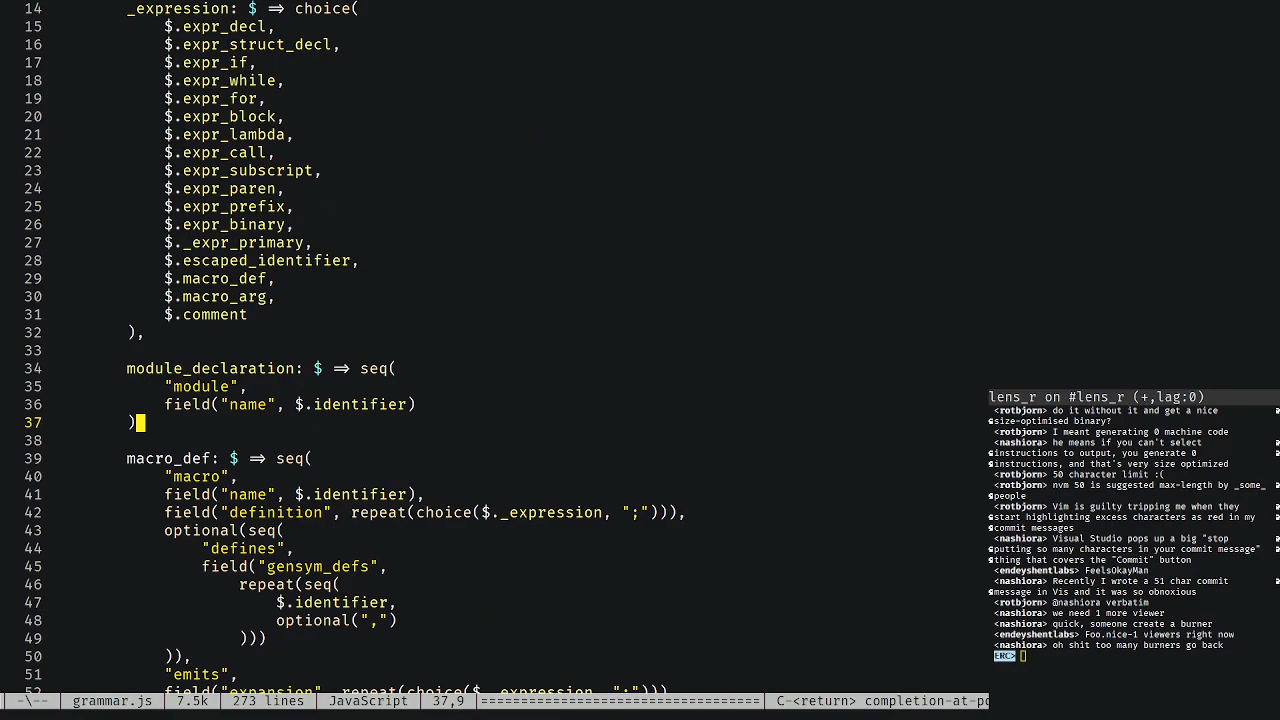 14 _expression: $ => choice(
15 $.expr_decl,
16 $.expr_struct_decl,
17 $.expr_if,
18 $.expr_while,
19 $.expr_for,
20 $.expr_block,
21 $.expr_lambda,
22 $.expr_call,
23 $.expr_subscript,
24 $.expr_paren,
25 $.expr_prefix,
26 $.expr_binary,
27 $._expr_primary,
28 $.escaped_identifier,
29 $.macro_def,
30 $.macro_arg,
31 $.comment
32 ),
33
34 module_declaration: $ => seq(
35 "module",
36 field("name", $.identifier)
37 )
38
39 macro_def: $ => seq(
40 "macro",
41 field("name", $.identifier),
42 field("definition", repeat(choice($._expression, ";"))),
43 optional(seq(
44 "defines",
45 field("gensym_defs",
46 repeat(seq(
47 $.identifier,
48 optional(",")
49 )))
50 )),
51 "emits",
52 field("expansion", repeat(choice($._expression, ";")))
-\-- grammar.js 7.5k 273 lines JavaScript 37,9 ================================= C-<return> completion-at-po
lens_r on #lens_r (+,lag:0)
<rotbjorn> do it without it and get a nice
size-optimised binary?
<rotbjorn> I meant generating 0 machine code
<nashiora> he means if you can't select
instructions to output, you generate 0
instructions, and that's very size optimized
<rotbjorn> 50 character limit :(
<rotbjorn> nvm 50 is suggested max-length by _some_
people
<rotbjorn> Vim is guilty tripping me when they
start highlighting excess characters as red in my
commit messages
<nashiora> Visual Studio pops up a big "stop
putting so many characters in your commit message"
thing that covers the "Commit" button
<endeyshentlabs> FeelsOkayMan
<nashiora> Recently I wrote a 51 char commit
message in Vis and it was so obnoxious
<rotbjorn> @nashiora verbatim
<nashiora> we need 1 more viewer
<nashiora> quick, someone create a burner
<endeyshentlabs> Foo.nice-1 viewers right now
<nashiora> oh shit too many burners go back
ERC>